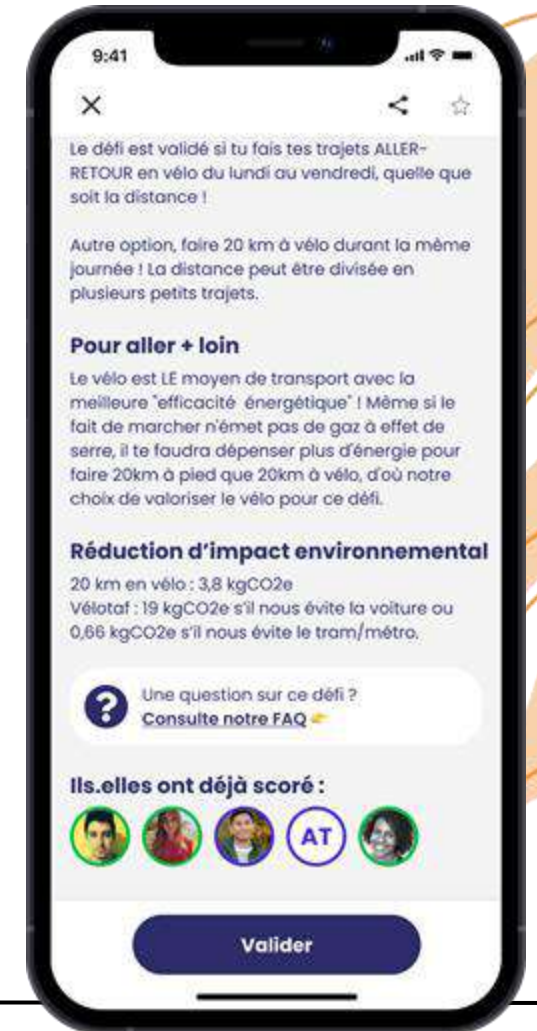 9:41
Le défi est validé si tu fais tes trajets ALLER-
RETOUR en vélo du lundi au vendredi, quelle que
soit la distance !
Autre option, faire 20 km à vélo durant la même
journée ! La distance peut être divisée en
plusieurs petits trajets.
Pour aller + loin
Le vélo est LE moyen de transport avec la
meilleure "efficacité énergétique" ! Même si le
fait de marcher n'émet pas de gaz à effet de
serre, il te faudra dépenser plus d'énergie pour
faire 20km à pied que 20km à vélo, d'où notre
choix de valoriser le vélo pour ce défi.
Réduction d'impact environnemental
20 km en vélo : 3,8 kgCO2e
Vélotaf : 19 kgCO2e s'il nous évite la voiture ou
0,66 kgCO2e s'il nous évite le tram/métro.
Une question sur ce défi ?
Consulte notre FAQ 👉
Ils.elles ont déjà scoré :
AT
Valider